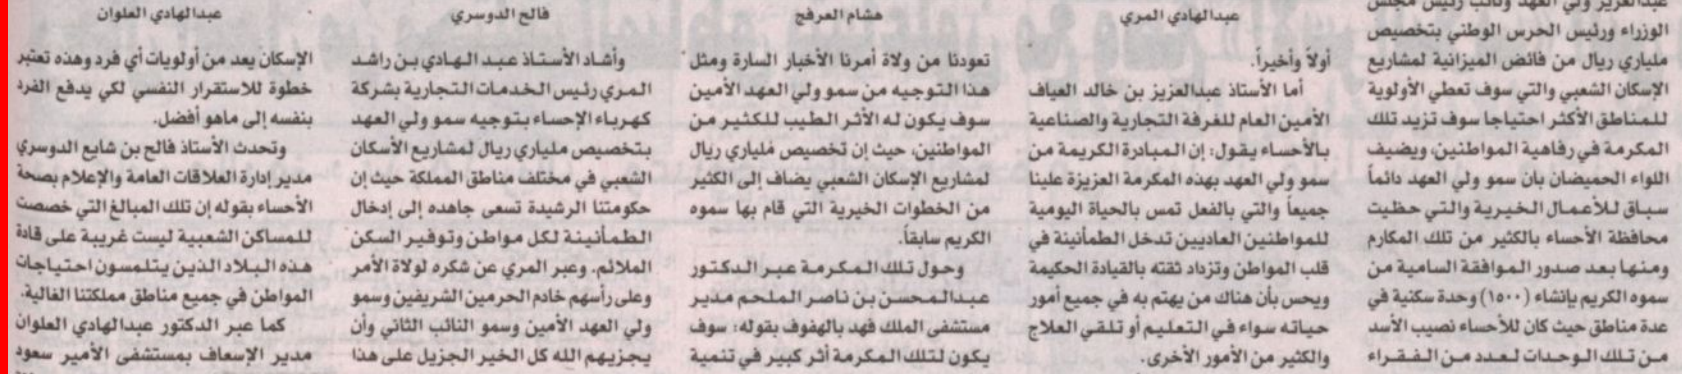 عبدالعزيز ولي العهد ونائب رئيس مجلس
الوزراء ورئيس الحرس الوطني بتخصيص
ملياري ريال من فائض الميزانية لمشاريع
الإسكان الشعبي والتي سوف تعطي الأولوية
للمناطق الأكثر احتياجا سوف تزيد تلك
المكرمة في رفاهية المواطنين، ويضيف
اللواء الحميضان بأن سمو ولي العهد دائماً
سباق للأعمال الخيرية والتي حظيت
محافظة الأحساء بالكثير من تلك المكارم
ومنها بعد صدور الموافقة السامية من
سموه الكريم بإنشاء (١٥٠٠) وحدة سكنية في
عدة مناطق حيث كان للأحساء نصيب الأسد
من تلك الوحدات لعدد من الفقراء
عبدالهادي المري
أولاً وأخيراً.
أما الأستاذ عبدالعزيز بن خالد العياف
الأمين العام للغرفة التجارية والصناعية
بالأحساء يقول: إن المبادرة الكريمة من
سمو ولي العهد بهذه المكرمة العزيزة علينا
جميعاً والتي بالفعل تمس بالحياة اليومية
للمواطنين العاديين تدخل الطمأنينة في
قلب المواطن وتزداد ثقته بالقيادة الحكيمة
ويحس بأن هناك من يهتم به في جميع أمور
حياته سواء في التعليم أو تلقي العلاج
والكثير من الأمور الأخرى.
هشام العرفج
تعودنا من ولاة أمرنا الأخبار السارة ومثل
هذا التوجيه من سمو ولي العهد الأمين
سوف يكون له الأثر الطيب للكثير من
المواطنين، حيث إن تخصيص ملياري ريال
لمشاريع الإسكان الشعبي يضاف إلى الكثير
من الخطوات الخيرية التي قام بها سموه
الكريم سابقاً.
وحول تلك المكرمة عبر الدكتور
عبدالمحسن بن ناصر الملحم مدير
مستشفى الملك فهد بالهفوف بقوله: سوف
يكون لتلك المكرمة أثر كبير في تنمية
فالح الدوسري
وأشاد الأستاذ عبد الهادي بن راشد
المري رئيس الخدمات التجارية بشركة
كهرباء الإحساء بتوجيه سمو ولي العهد
بتخصيص ملياري ريال لمشاريع الأسكان
الشعبي في مختلف مناطق المملكة حيث إن
حكومتنا الرشيدة تسعى جاهده إلى إدخال
الطمأنينة لكل مواطن وتوفير السكن
الملائم. وعبر المري عن شكره لولاة الأمر
وعلى رأسهم خادم الحرمين الشريفين وسمو
ولي العهد الأمين وسمو النائب الثاني وأن
يجزيهم الله كل الخير الجزيل على هذا
عبدالهادي العلوان
الإسكان يعد من أولويات أي فرد وهذه تعتبر
خطوة للاستقرار النفسي لكي يدفع الفرد
بنفسه إلى ماهو أفضل.
وتحدث الأستاذ فالح بن شايع الدوسري
مدير إدارة العلاقات العامة والإعلام بصحة
الأحساء بقوله إن تلك المبالغ التي خصصت
للمساكن الشعبية ليست غريبة على قادة
هذه البلاد الذين يتلمسون احتياجات
المواطن في جميع مناطق مملكتنا الغالية.
كما عبر الدكتور عبدالهادي العلوان
مدير الإسعاف بمستشفى الأمير سعود